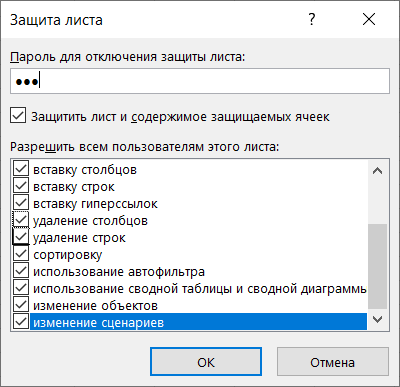 Защита листа
?
Пароль для отключения защиты листа:
●●●
Защитить лист и содержимое защищаемых ячеек
Разрешить всем пользователям этого листа:
вставку столбцов
вставку строк
вставку гиперссылок
удаление столбцов
удаление строк
сортировку
использование автофильтра
использование сводной таблицы и сводной диаграммы
изменение объектов
изменение сценариев
ОК
Отмена